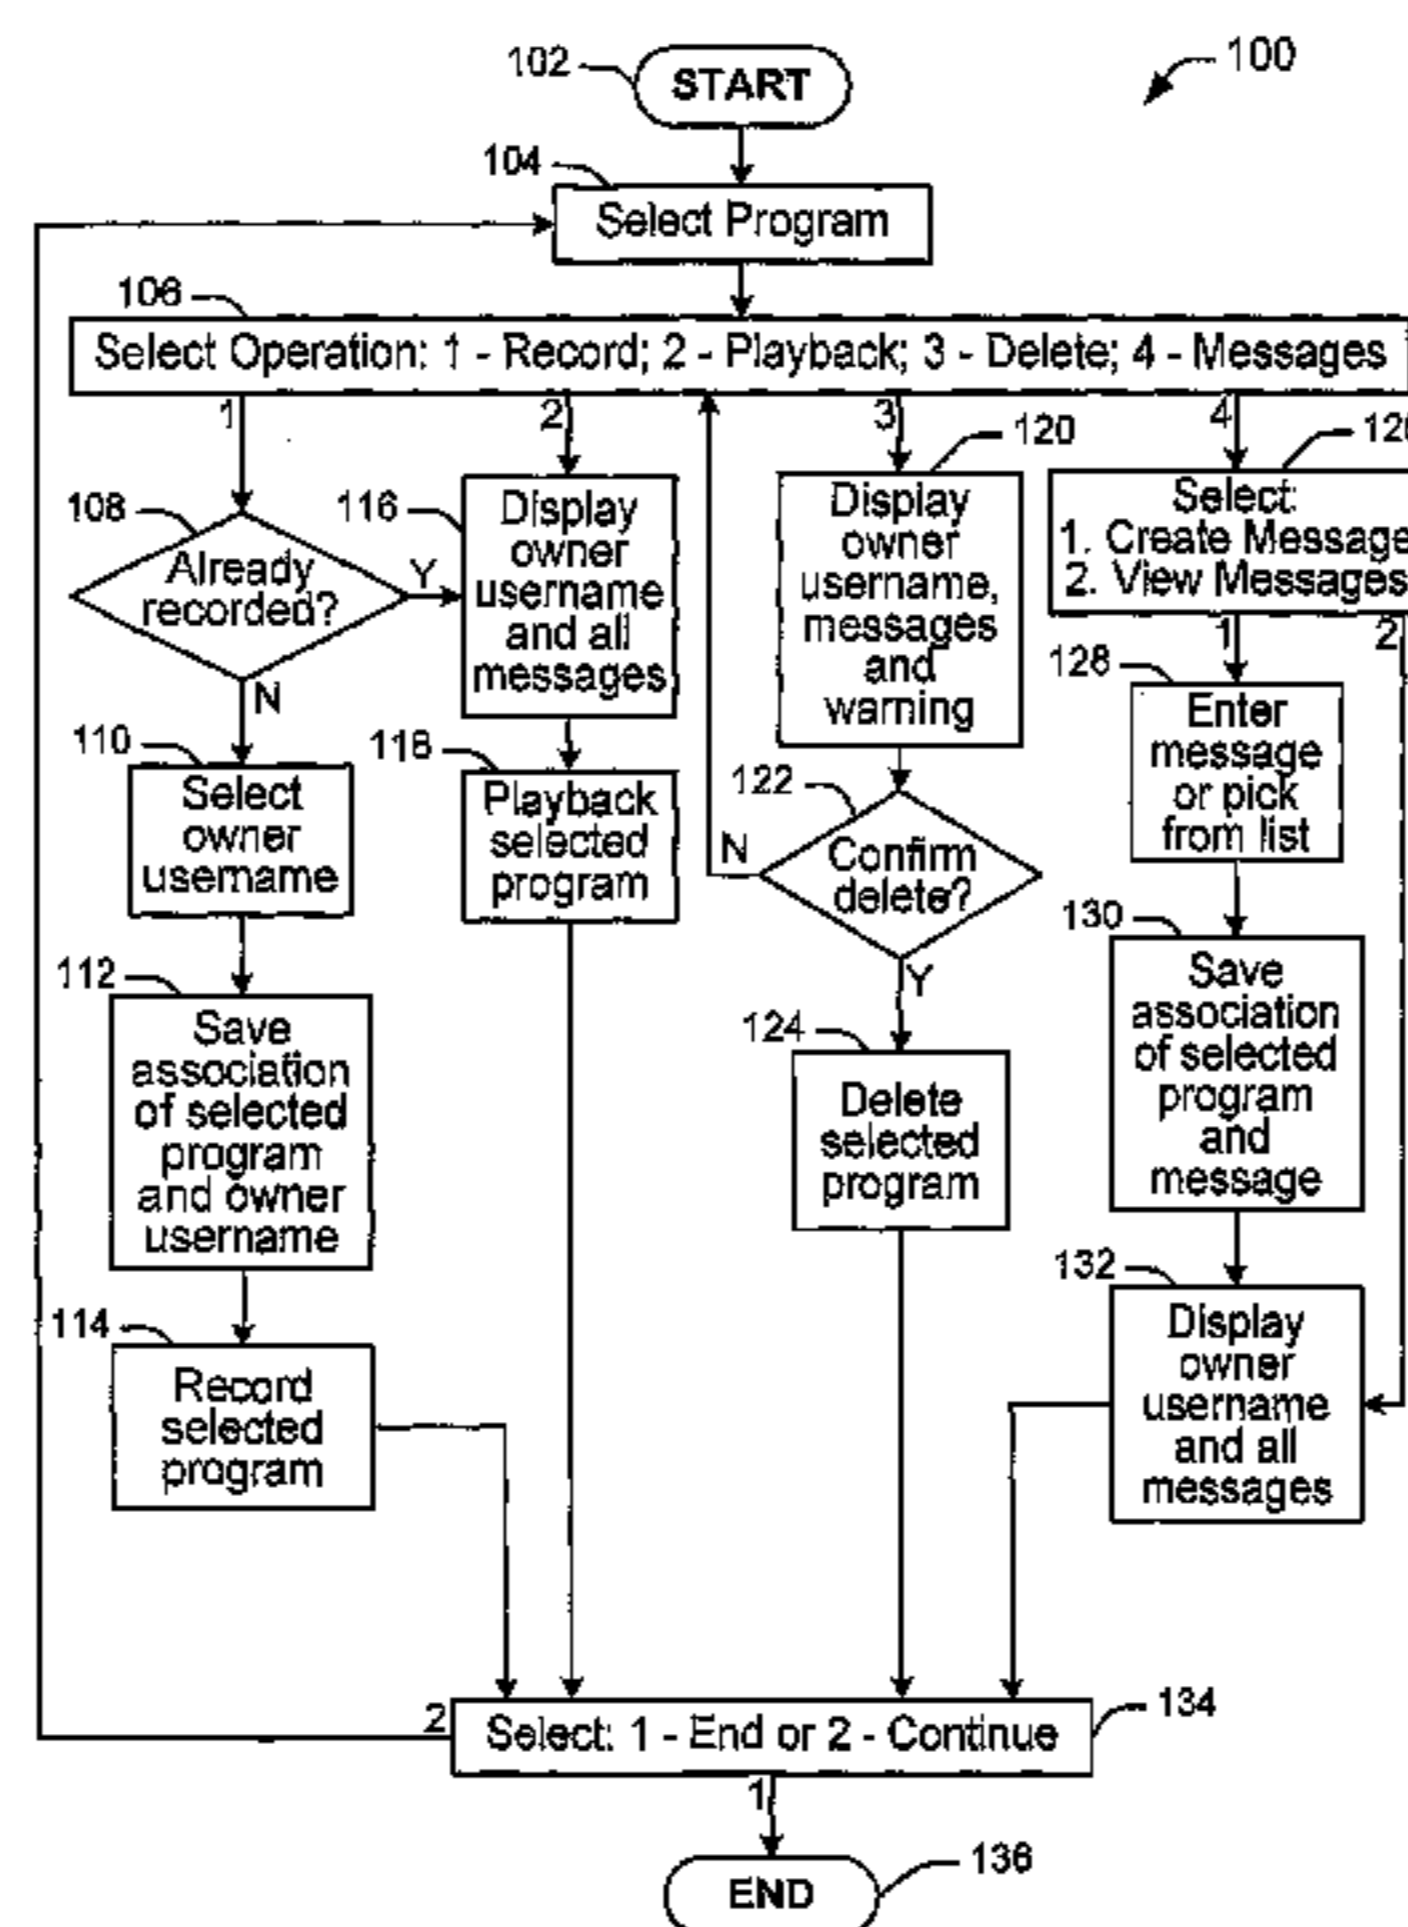 100
102
START
104
Select Program
106
Select Operation: 1 - Record; 2 - Playback; 3 - Delete; 4 - Messages
1
2
3
4
108
Already
recorded?
Y
N
110
Select
owner
username
112
Save
association
of selected
program
and owner
username
114
Record
selected
program
116
Display
owner
username
and all
messages
118
Playback
selected
program
120
Display
owner
username,
messages
and
warning
122
Confirm
delete?
N
Y
124
Delete
selected
program
Select:
1. Create Message
2. View Messages
1
2
128
Enter
message
or pick
from list
130
Save
association
of selected
program
and
message
132
Display
owner
username
and all
messages
134
2
Select: 1 - End or 2 - Continue
1
136
END